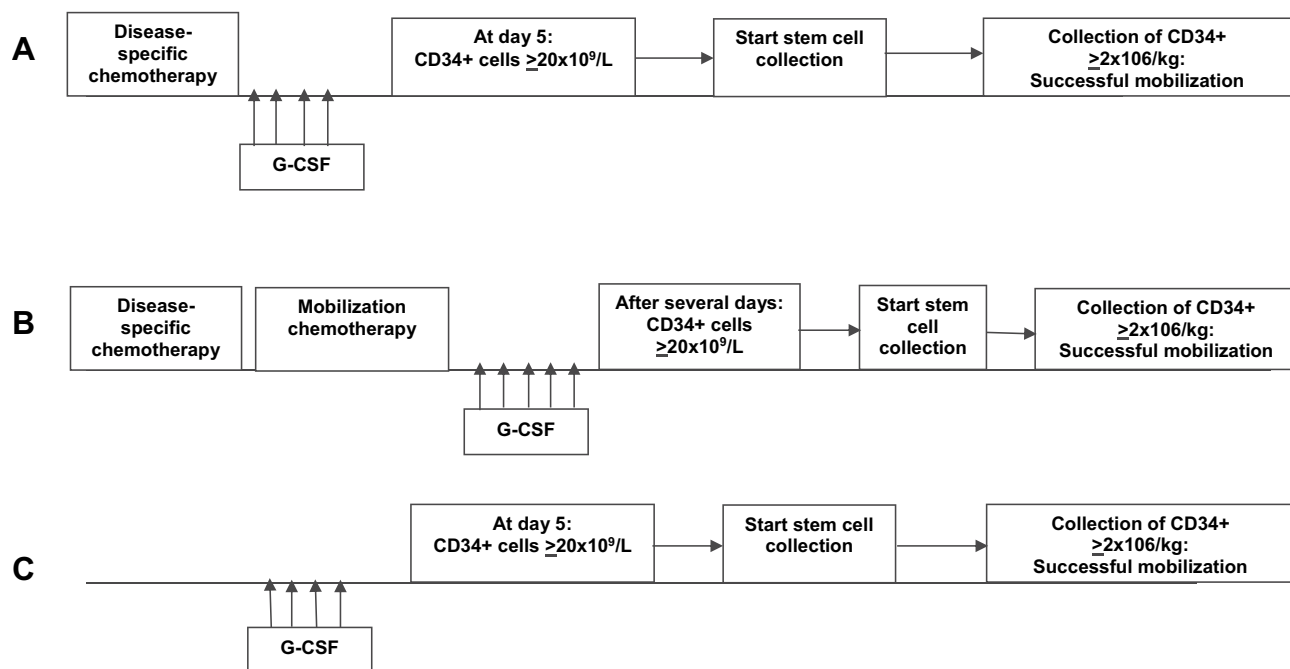 A
Disease-
specific
chemotherapy
G-CSF
At day 5:
CD34+ cells ≥20x10⁹/L
Start stem cell
collection
Collection of CD34+
≥2x106/kg:
Successful mobilization
B
Disease-
specific
chemotherapy
Mobilization
chemotherapy
G-CSF
After several days:
CD34+ cells
≥20x10⁹/L
Start stem
cell
collection
Collection of CD34+
≥2x106/kg:
Successful mobilization
C
G-CSF
At day 5:
CD34+ cells ≥20x10⁹/L
Start stem cell
collection
Collection of CD34+
≥2x106/kg:
Successful mobilization